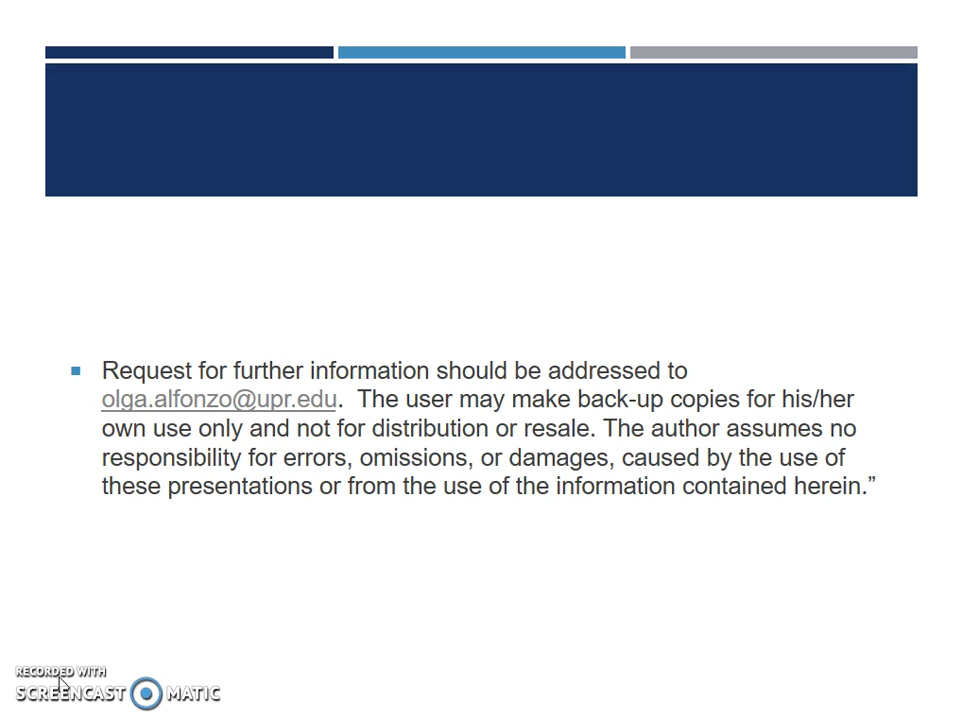 Request for further information should be addressed to
olga.alfonzo@upr.edu.  The user may make back-up copies for his/her
own use only and not for distribution or resale. The author assumes no
responsibility for errors, omissions, or damages, caused by the use of
these presentations or from the use of the information contained herein.”
RECORDED WITH
SCREENCAST MATIC